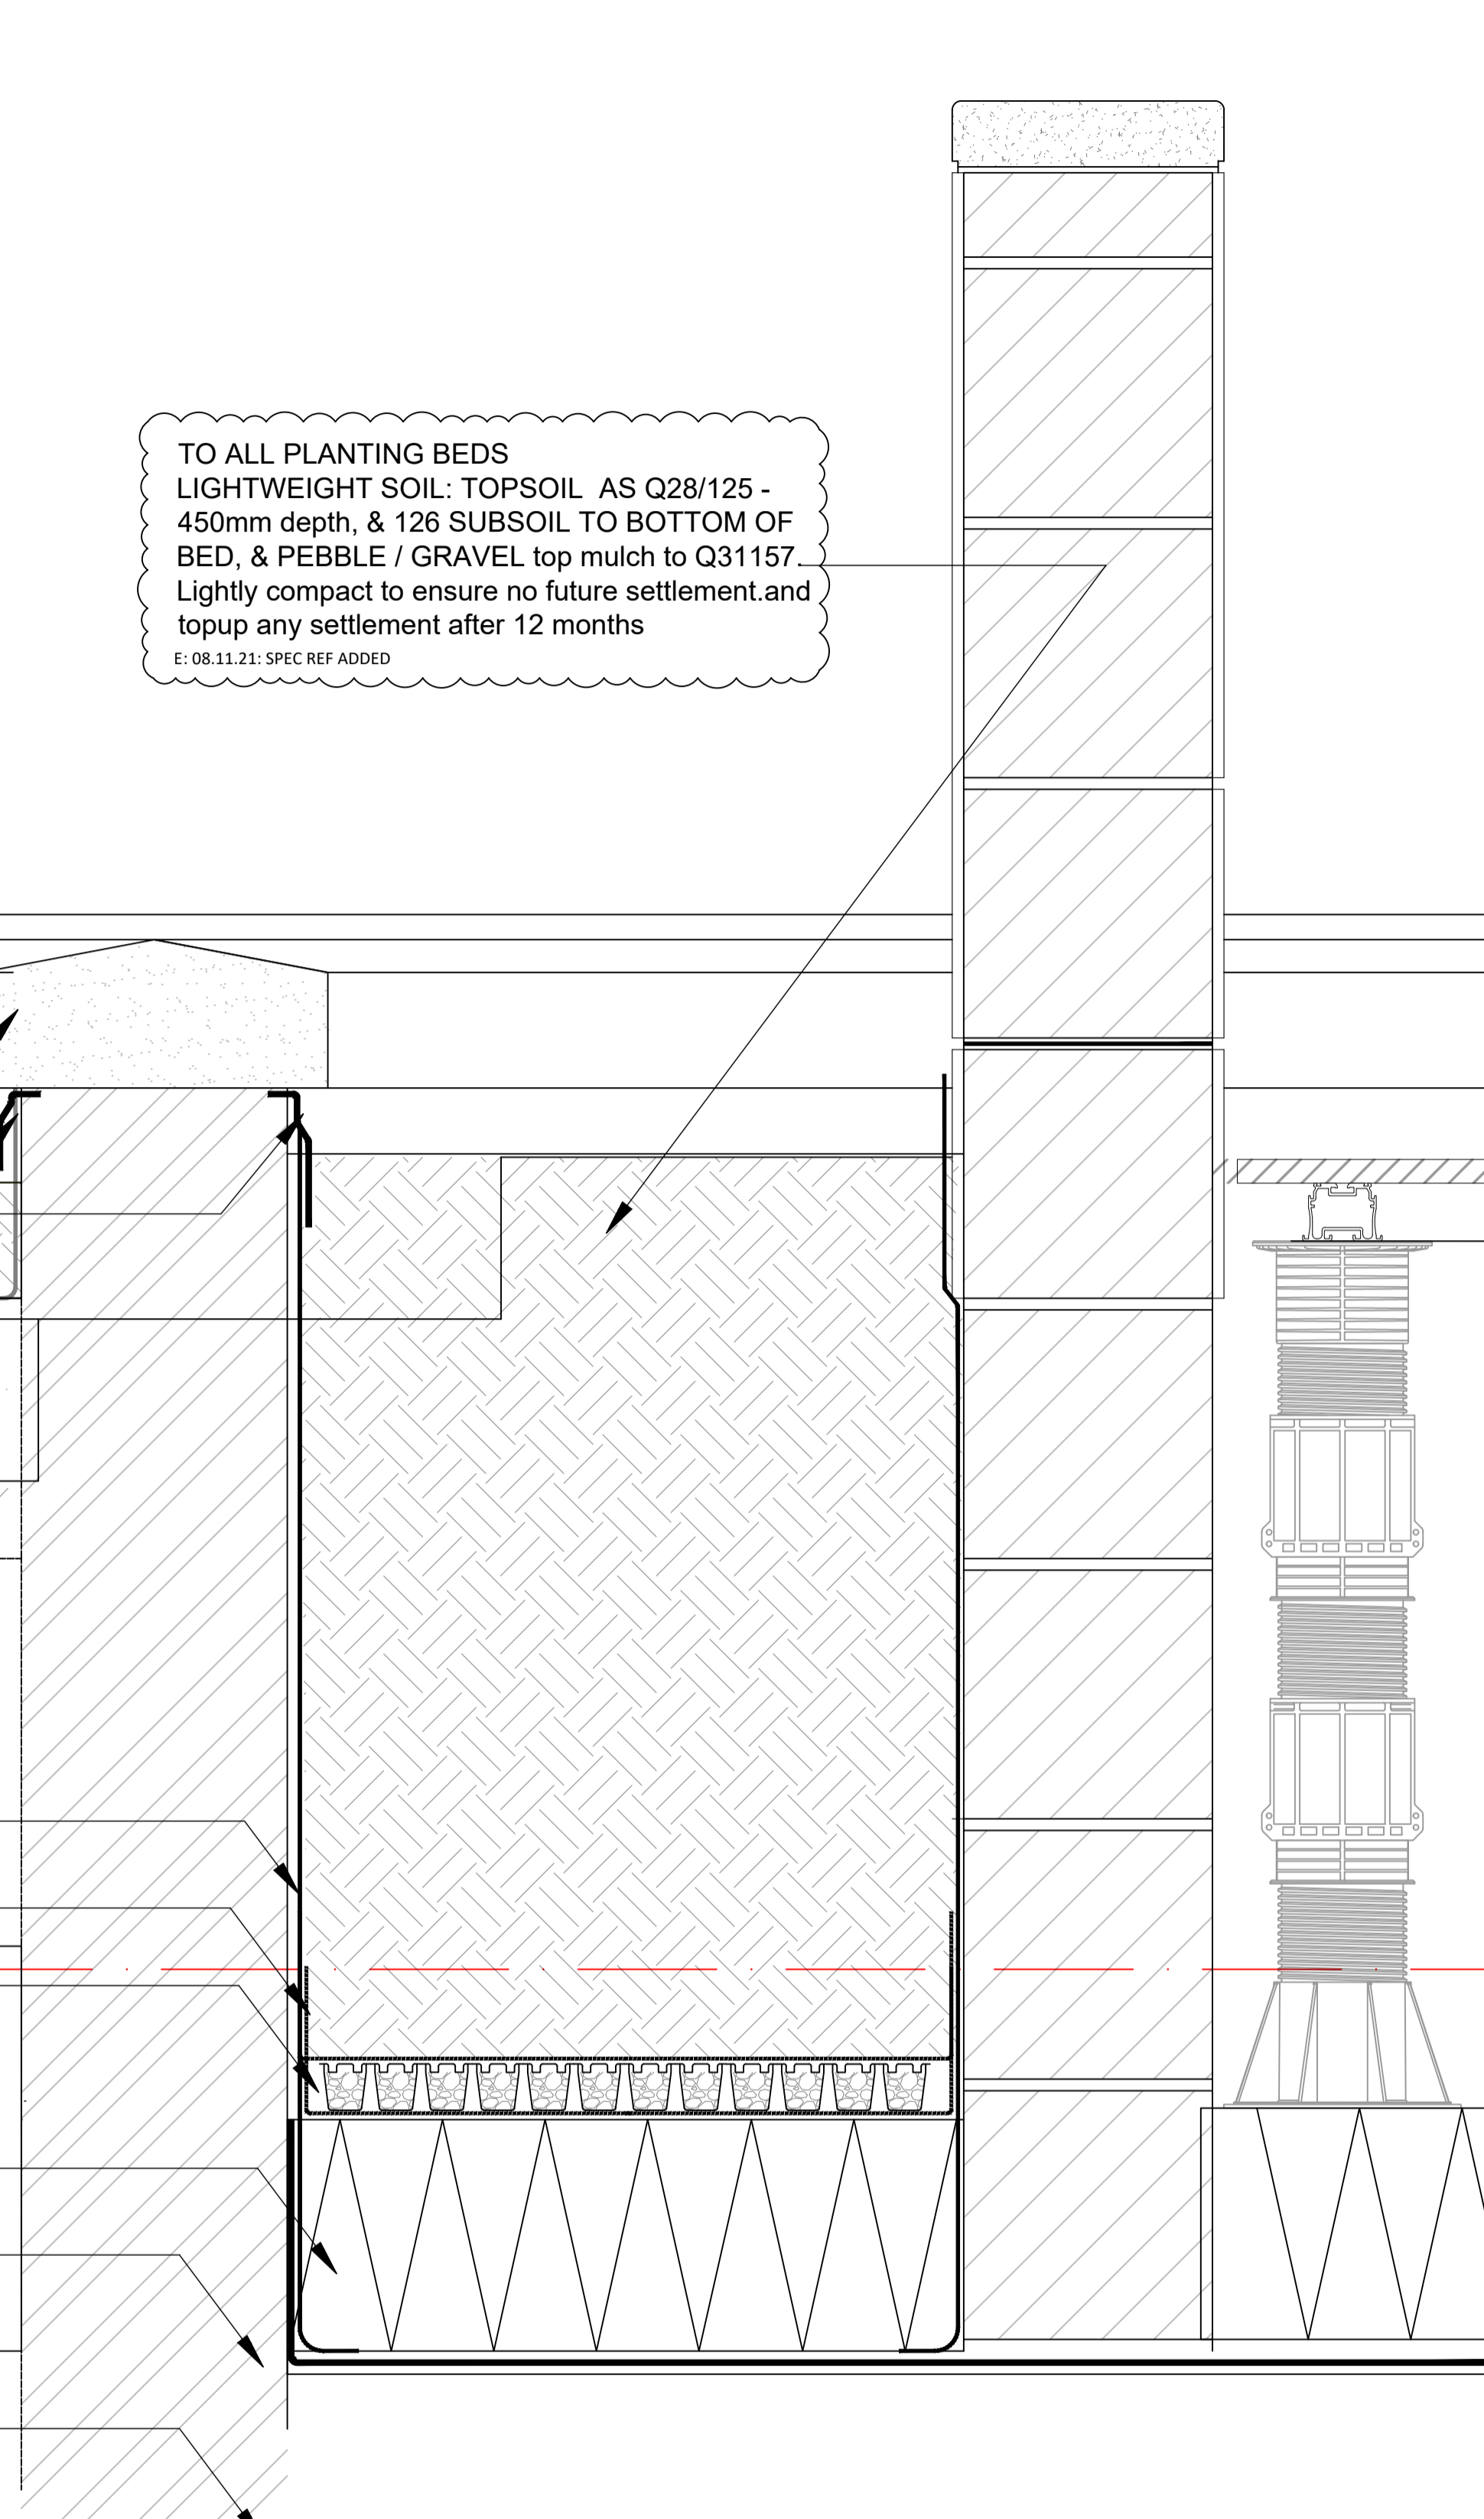 TO ALL PLANTING BEDS
LIGHTWEIGHT SOIL: TOPSOIL AS Q28/125 -
450mm depth, & 126 SUBSOIL TO BOTTOM OF
BED, & PEBBLE / GRAVEL top mulch to Q31157.
Lightly compact to ensure no future settlement.and
topup any settlement after 12 months
E: 08.11.21: SPEC REF ADDED